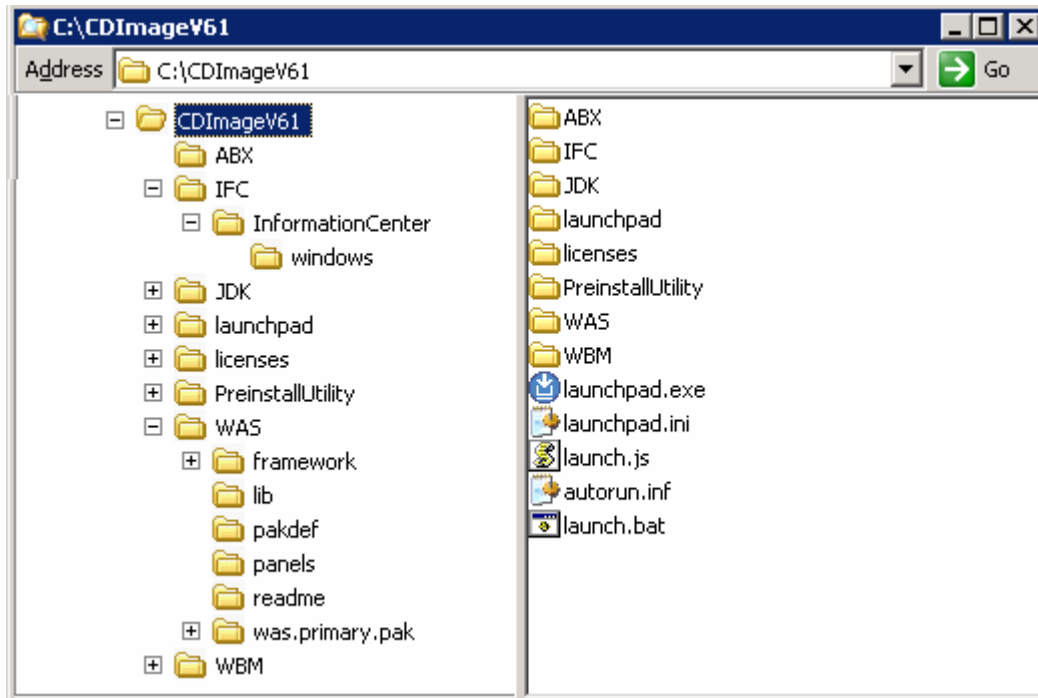 C:\CDImageV61
Address C:\CDImageV61 Go
CDImageV61
ABX
IFC
InformationCenter
windows
JDK
launchpad
licenses
PreinstallUtility
WAS
framework
lib
pakdef
panels
readme
was.primary.pak
WBM
ABX
IFC
JDK
launchpad
licenses
PreinstallUtility
WAS
WBM
launchpad.exe
launchpad.ini
launch.js
autorun.inf
launch.bat